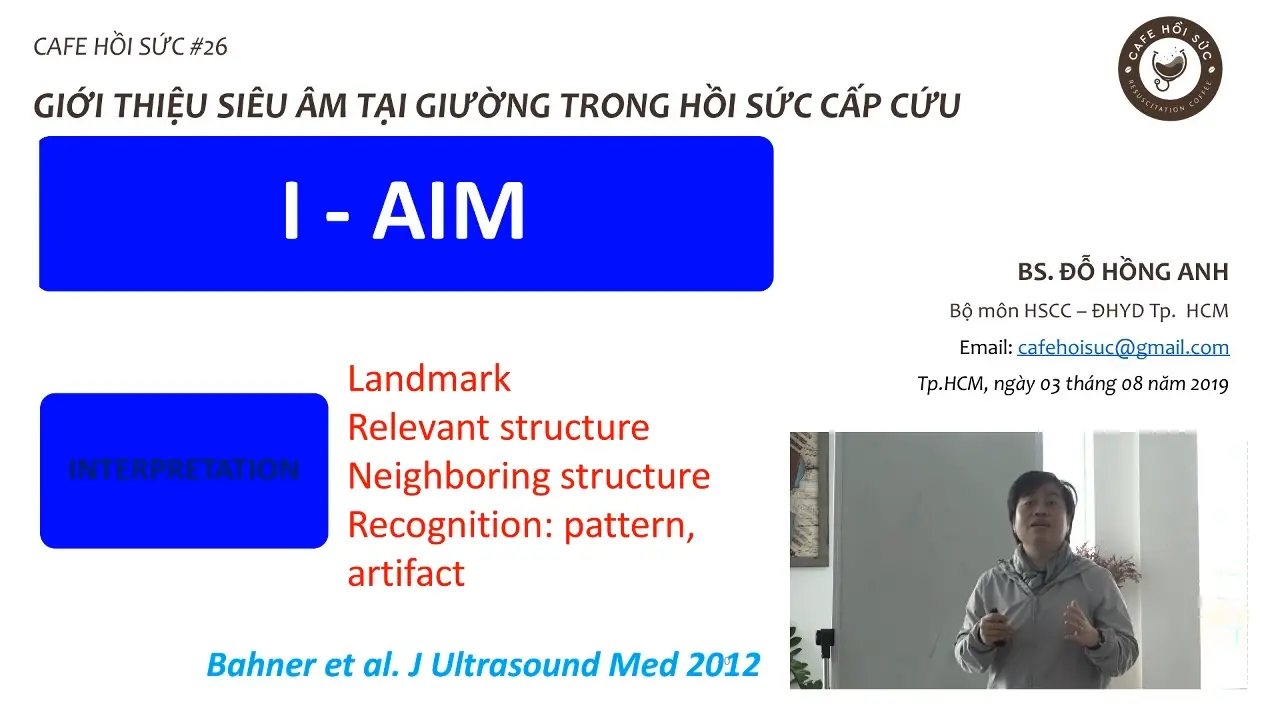 CAFE HỒI SỨC #26
GIỚI THIỆU SIÊU ÂM TẠI GIƯỜNG TRONG HỒI SỨC CẤP CỨU
CAFE HỒI SỨC
RESUSCITATION COFFEE
I - AIM
BS. ĐỖ HỒNG ANH
Bộ môn HSCC – ĐHYD Tp. HCM
Email: cafehoisuc@gmail.com
Tp.HCM, ngày 03 tháng 08 năm 2019
INTERPRETATION
Landmark
Relevant structure
Neighboring structure
Recognition: pattern,
artifact
Bahner et al. J Ultrasound Med 2012